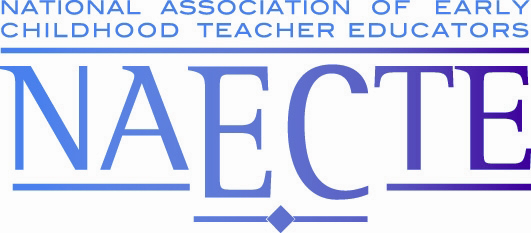 NATIONAL ASSOCIATION OF EARLY
CHILDHOOD TEACHER EDUCATORS
NAECTE